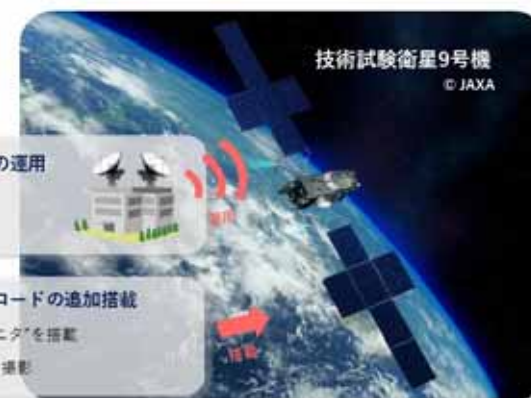 技術試験衛星9号機
© JAXA
の運用
運用
コードの追加搭載
ニタ"を搭載
撮影
搭載